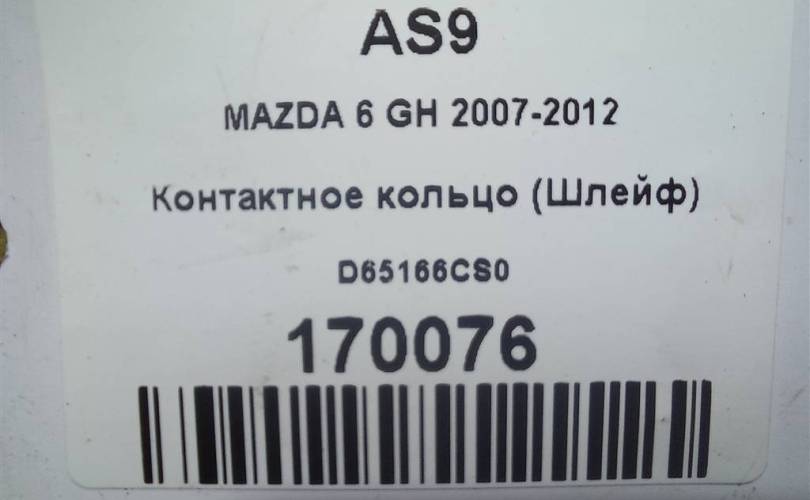 AS9
MAZDA 6 GH 2007-2012
Контактное кольцо (Шлейф)
D65166CS0
170076